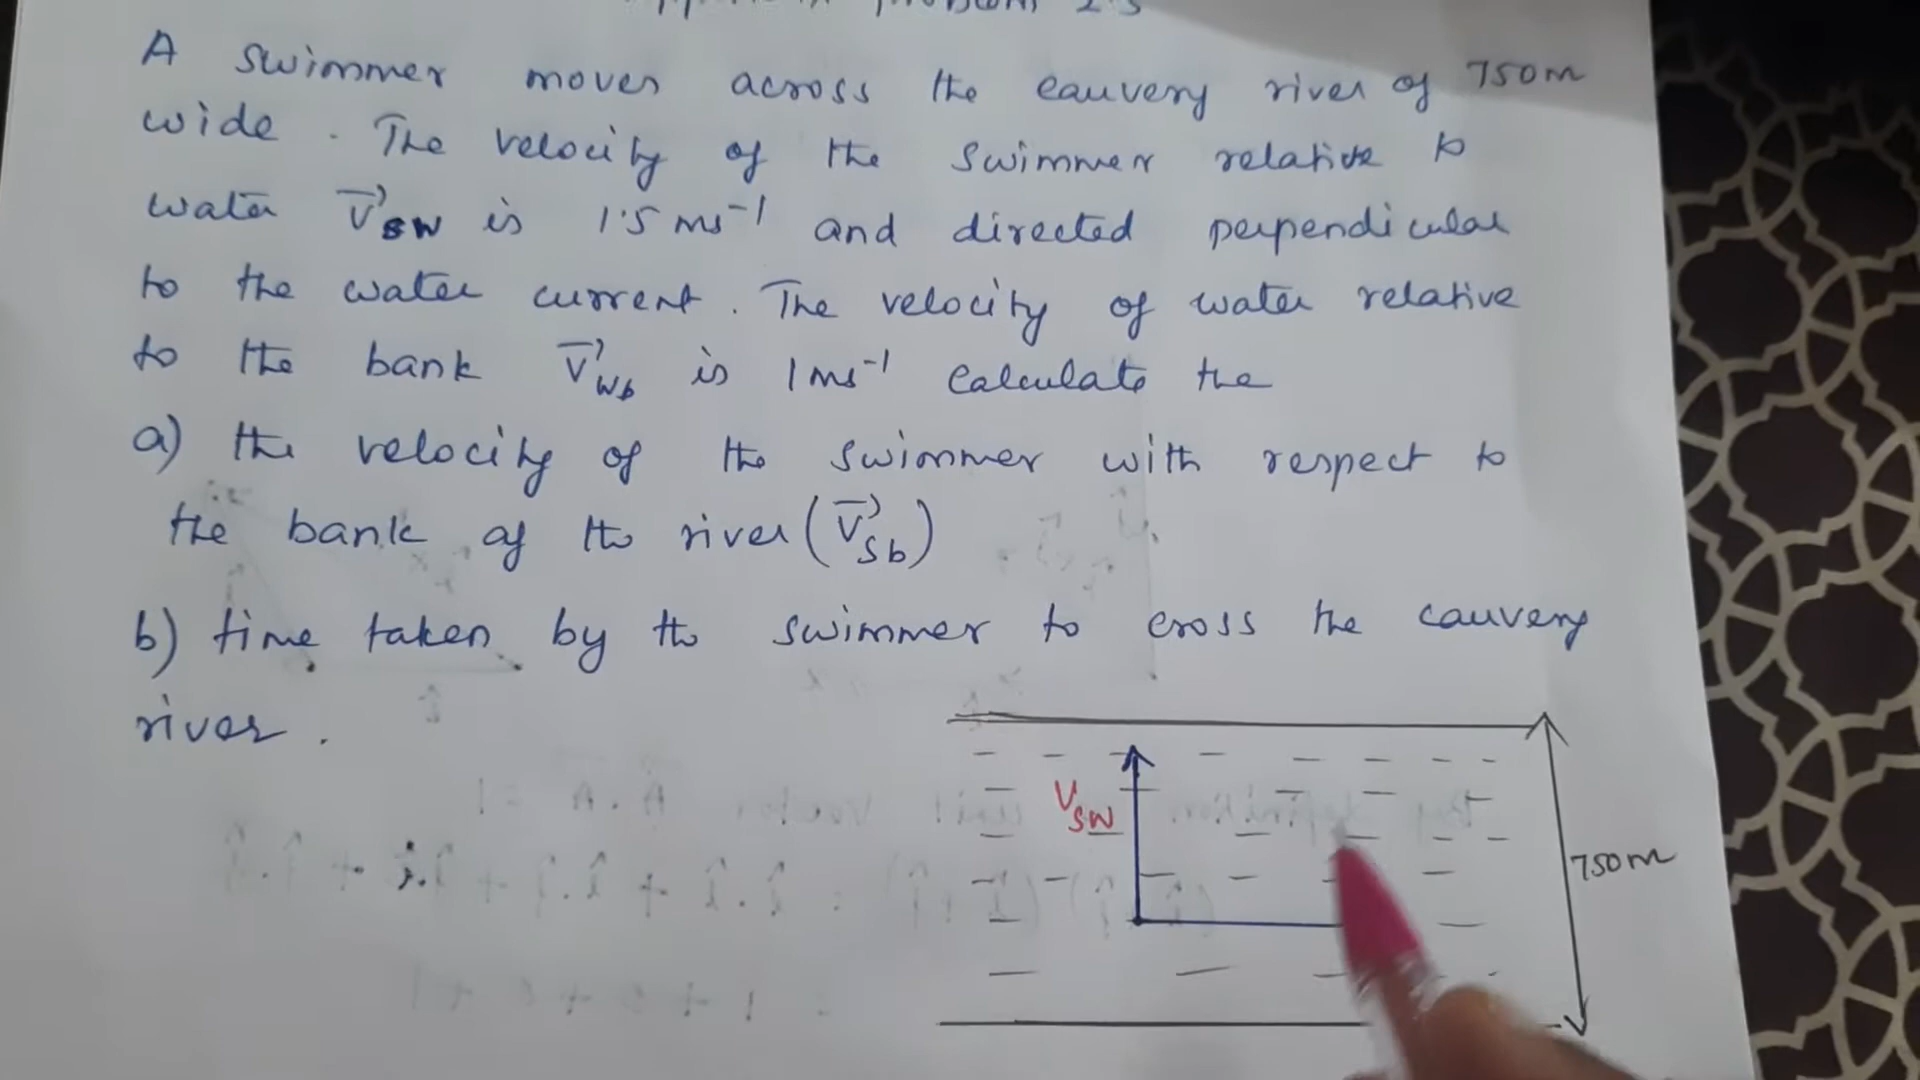 problem 2.3
A swimmer moves across the cauvery river of 750m
wide . The velocity of the swimmer relative to
water V⃗sw is 1.5 ms⁻¹ and directed perpendicular
to the water current . The velocity of water relative
to the bank V⃗wb is 1 ms⁻¹ Calculate the
a) the velocity of the swimmer with respect to
the bank of the river (V⃗sb)
b) time taken by the swimmer to cross the cauvery
river .
Vsw
750m